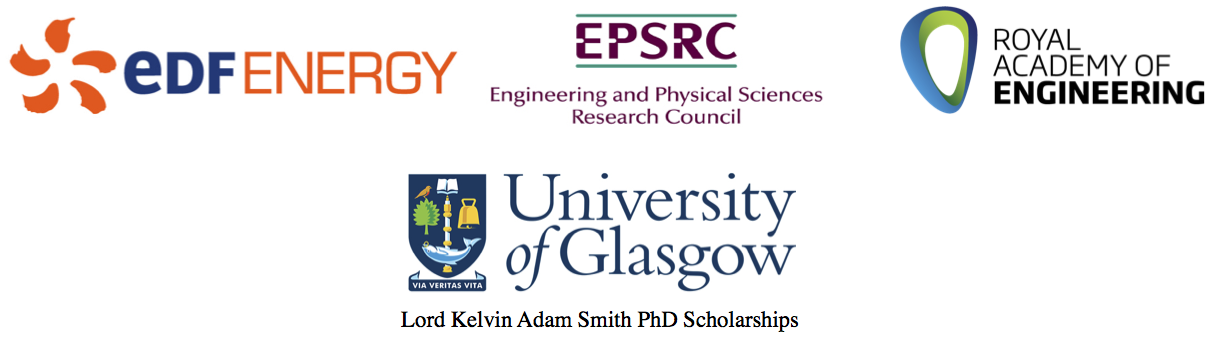 eDF ENERGY
EPSRC
Engineering and Physical Sciences
Research Council
ROYAL
ACADEMY OF
ENGINEERING
University
of Glasgow
VIA VERITAS VITA
Lord Kelvin Adam Smith PhD Scholarships